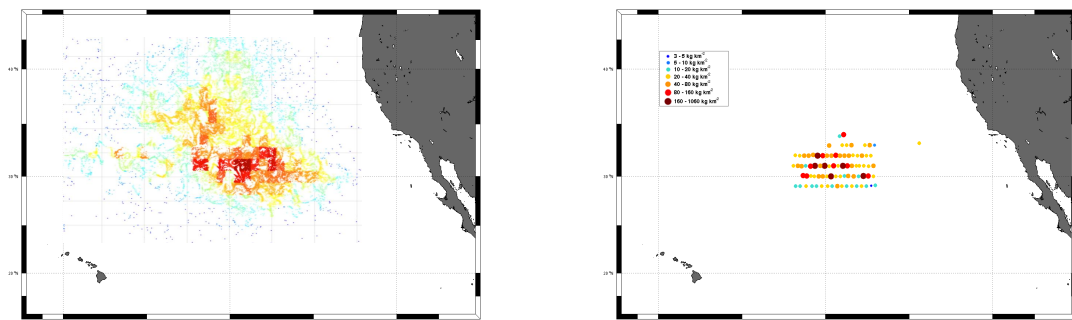 40°N
30°N
20°N
40°N
30°N
20°N
3 - 5 kg km⁻²
5 - 10 kg km⁻²
10 - 20 kg km⁻²
20 - 40 kg km⁻²
40 - 80 kg km⁻²
80 - 160 kg km⁻²
160 - 1060 kg km⁻²